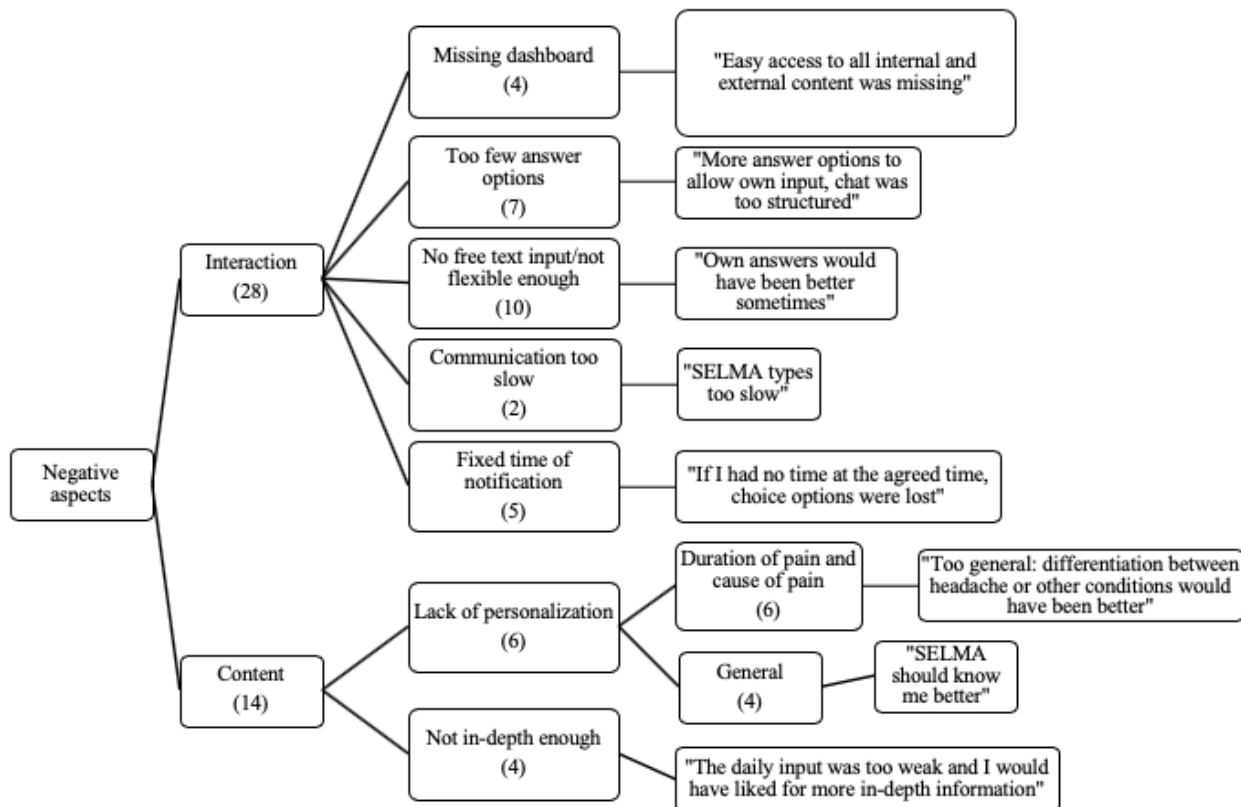 Negative
aspects
Interaction
(28)
Missing dashboard
(4)
"Easy access to all internal and
external content was missing"
Too few answer
options
(7)
"More answer options to
allow own input, chat was
too structured"
No free text input/not
flexible enough
(10)
"Own answers would
have been better
sometimes"
Communication too
slow
(2)
"SELMA types
too slow"
Fixed time of
notification
(5)
"If I had no time at the agreed time,
choice options were lost"
Content
(14)
Lack of personalization
(6)
Duration of pain and
cause of pain
(6)
"Too general: differentiation between
headache or other conditions would
have been better"
General
(4)
"SELMA
should know
me better"
Not in-depth enough
(4)
"The daily input was too weak and I would
have liked for more in-depth information"